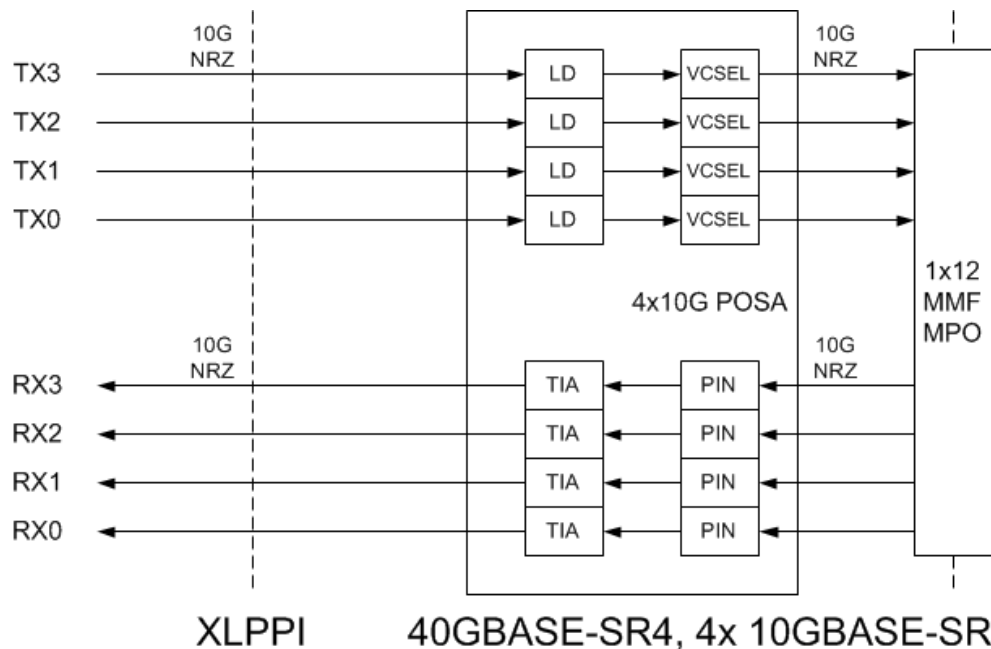 10G
NRZ
10G
NRZ
TX3
LD
VCSEL
TX2
LD
VCSEL
TX1
LD
VCSEL
TX0
LD
VCSEL
1x12
MMF
MPO
4x10G POSA
10G
NRZ
10G
NRZ
RX3
TIA
PIN
RX2
TIA
PIN
RX1
TIA
PIN
RX0
TIA
PIN
XLPPI
40GBASE-SR4, 4x 10GBASE-SR